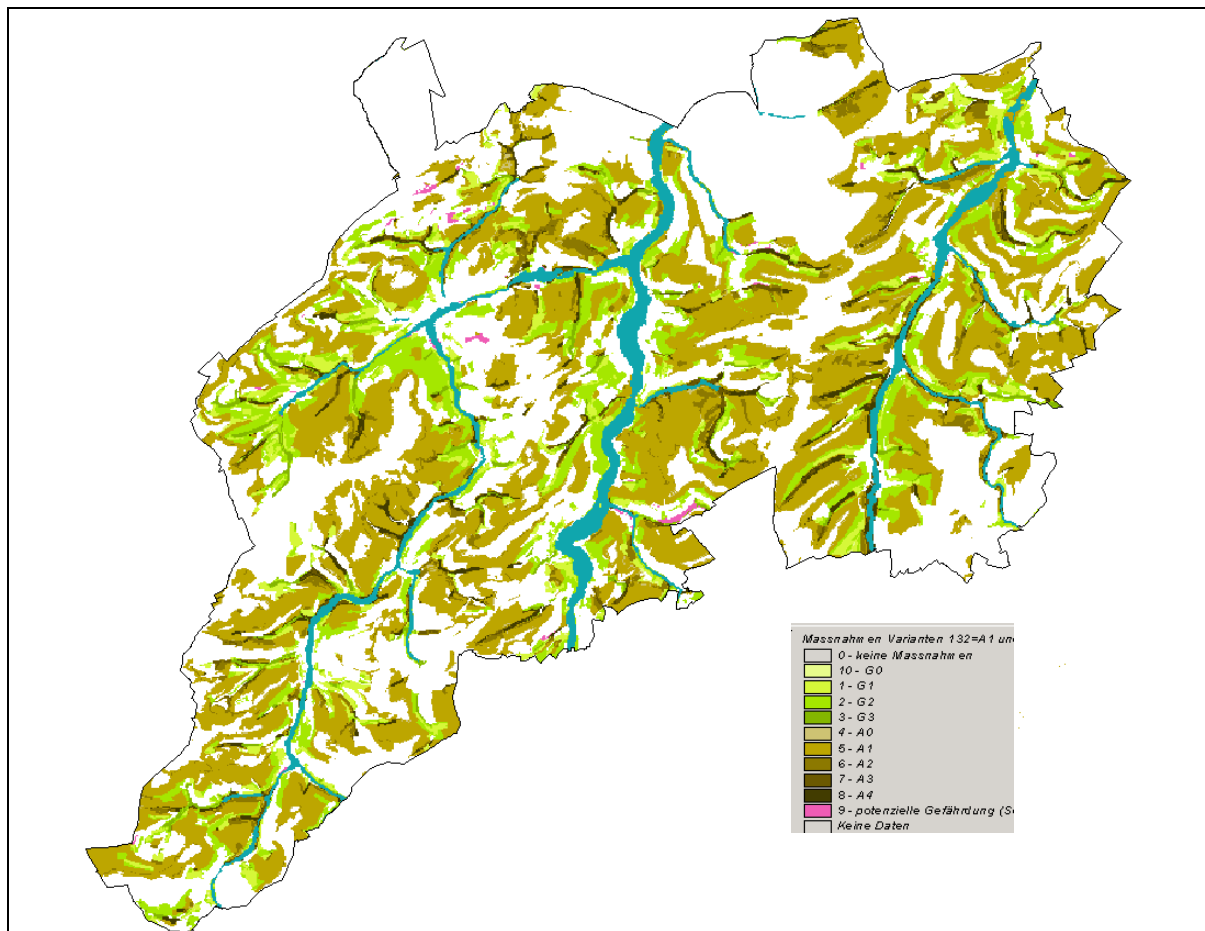 Massnahmen Varianten 132=A1 und
0 - keine Massnahmen
10 - G0
1 - G1
2 - G2
3 - G3
4 - A0
5 - A1
6 - A2
7 - A3
8 - A4
9 - potenzielle Gefährdung
Keine Daten